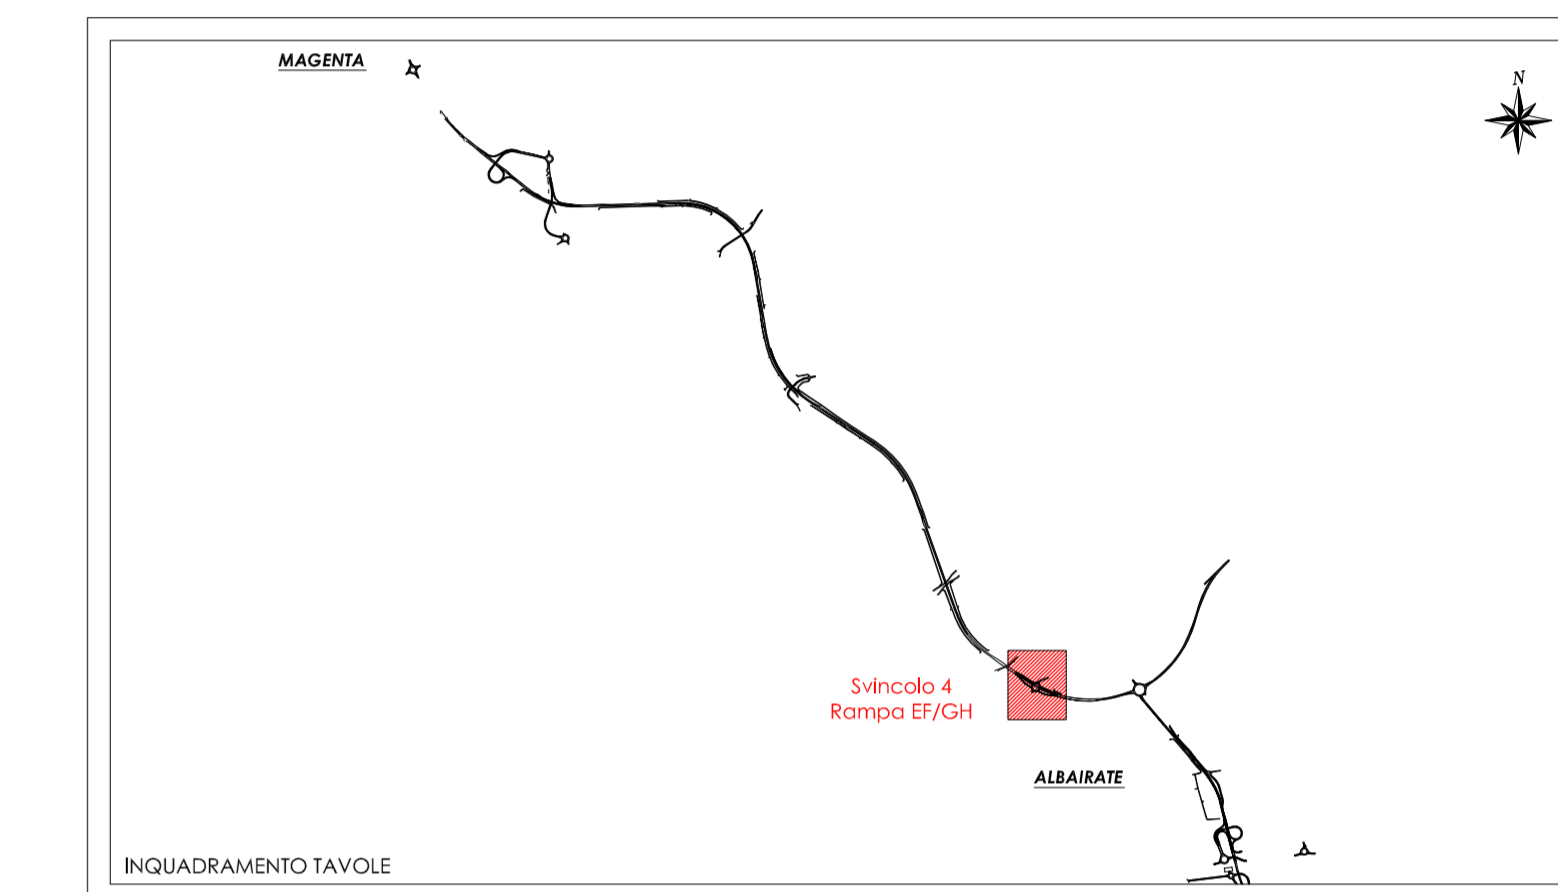 MAGENTA
N
Svincolo 4
Rampa EF/GH
ALBAIRATE
INQUADRAMENTO TAVOLE